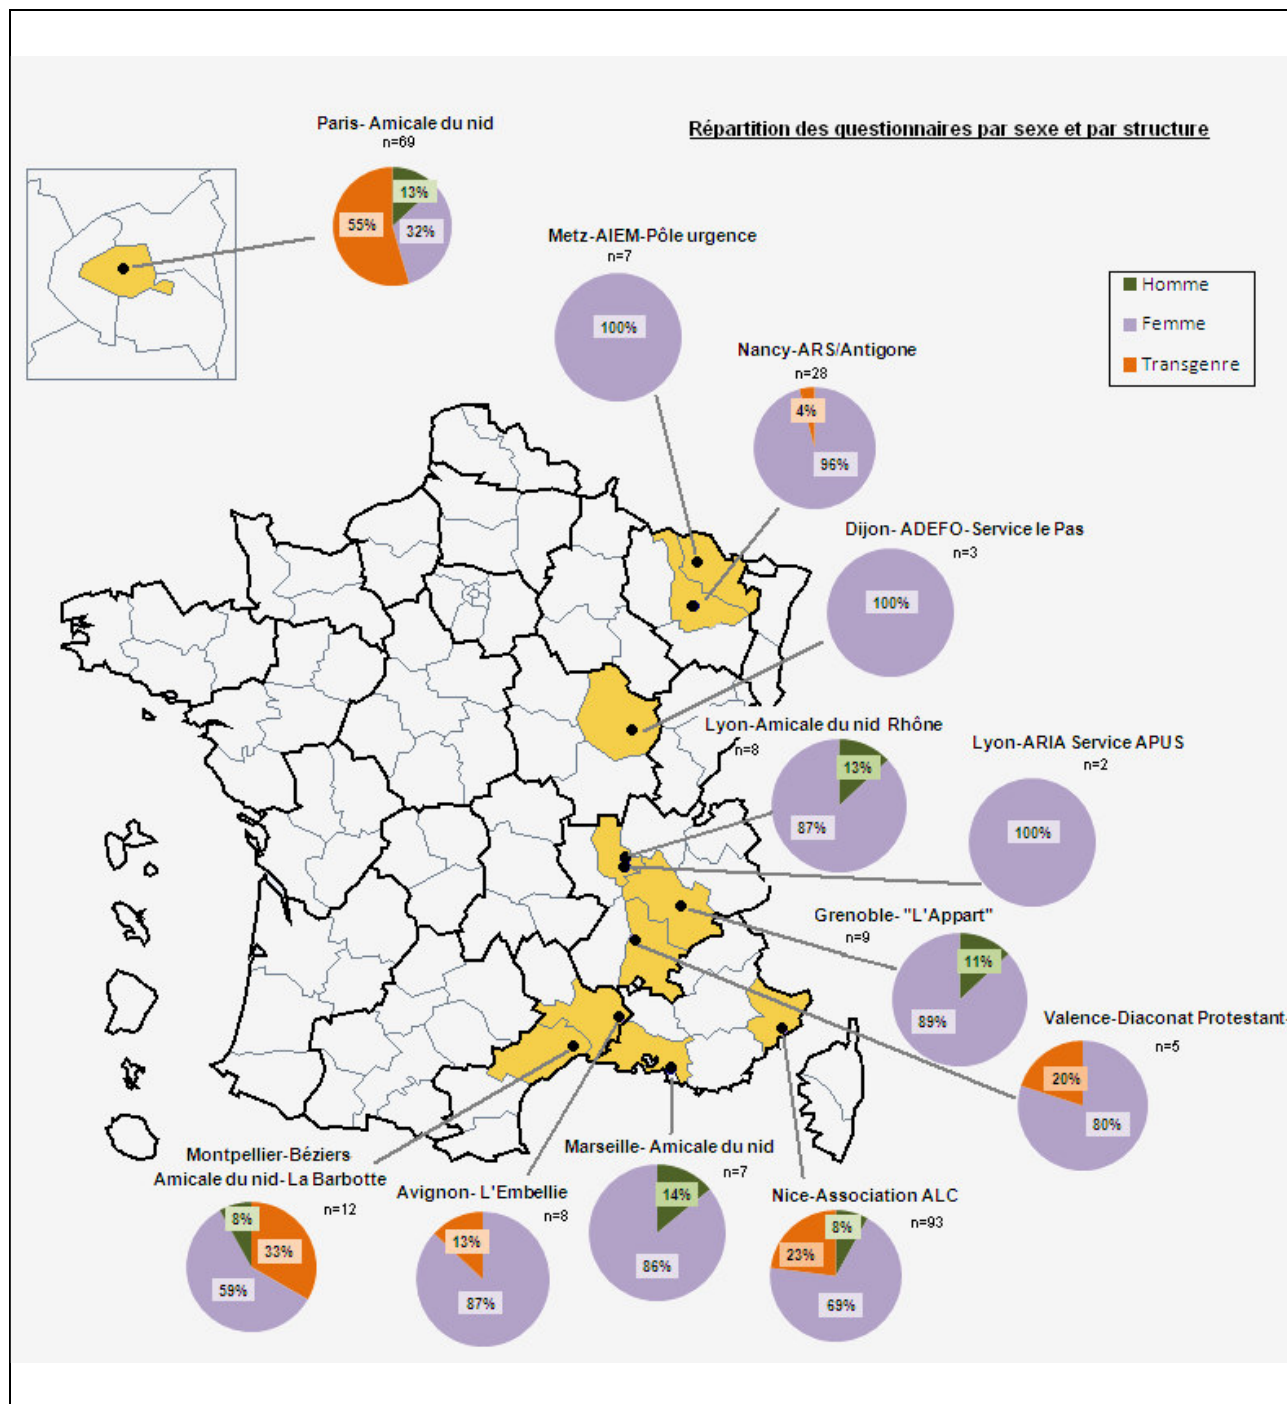 Paris- Amicale du nid
n=69
Répartition des questionnaires par sexe et par structure
13%
55%
32%
Metz-AIEM-Pôle urgence
n=7
100%
Homme
Femme
Transgenre
Nancy-ARS/Antigone
n=28
4%
96%
Dijon- ADEFO- Service le Pas
n=3
100%
Lyon-Amicale du nid Rhône
n=8
13%
87%
Lyon-ARIA Service APUS
n=2
100%
Grenoble- "L'Appart"
n=9
11%
89%
Valence-Diaconat Protestant-
n=5
20%
80%
Montpellier-Béziers
Amicale du nid- La Barbotte
n=12
8%
33%
59%
Avignon- L'Embellie
n=8
13%
87%
Marseille- Amicale du nid
n=7
14%
86%
Nice-Association ALC
n=93
8%
23%
69%